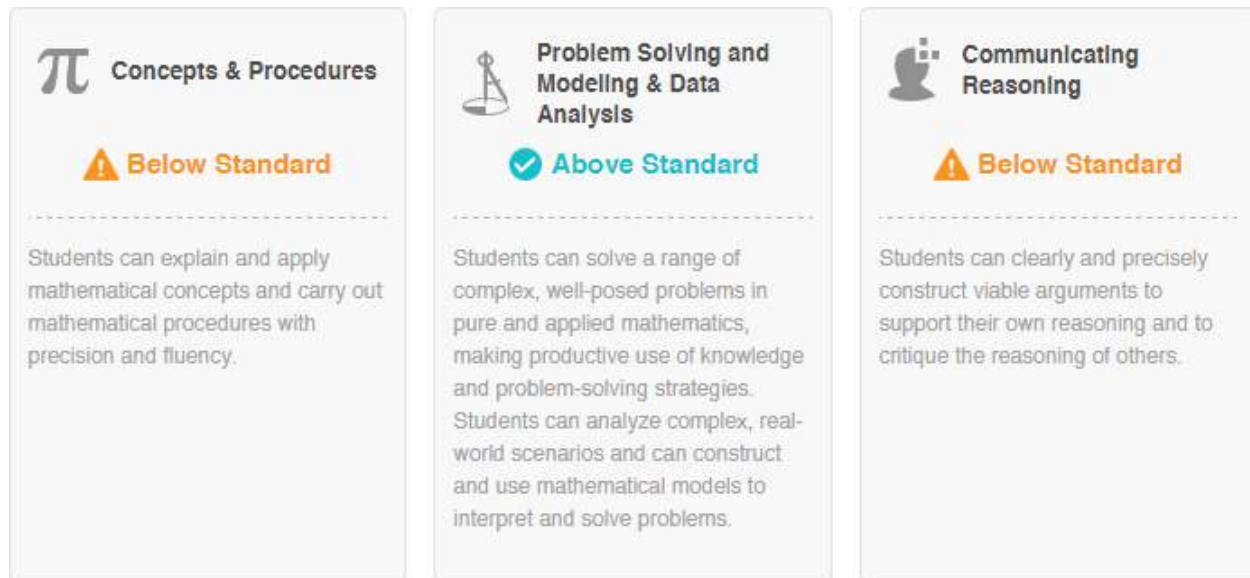 π Concepts & Procedures
Below Standard
Students can explain and apply
mathematical concepts and carry out
mathematical procedures with
precision and fluency.
Problem Solving and
Modeling & Data
Analysis
Above Standard
Students can solve a range of
complex, well-posed problems in
pure and applied mathematics,
making productive use of knowledge
and problem-solving strategies.
Students can analyze complex, real-
world scenarios and can construct
and use mathematical models to
interpret and solve problems.
Communicating
Reasoning
Below Standard
Students can clearly and precisely
construct viable arguments to
support their own reasoning and to
critique the reasoning of others.